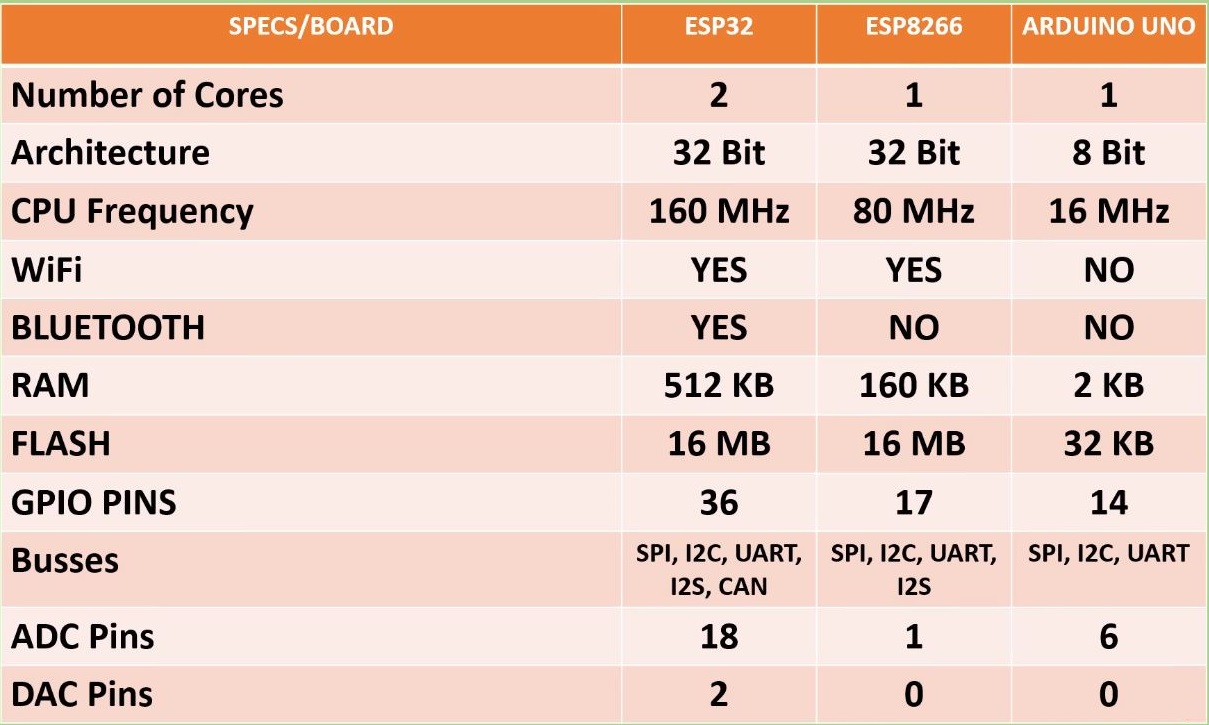 SPECS/BOARD ESP32 ESP8266 ARDUINO UNO
Number of Cores 2 1 1
Architecture 32 Bit 32 Bit 8 Bit
CPU Frequency 160 MHz 80 MHz 16 MHz
WiFi YES YES NO
BLUETOOTH YES NO NO
RAM 512 KB 160 KB 2 KB
FLASH 16 MB 16 MB 32 KB
GPIO PINS 36 17 14
Busses SPI, I2C, UART, SPI, I2C, UART, SPI, I2C, UART
I2S, CAN I2S
ADC Pins 18 1 6
DAC Pins 2 0 0